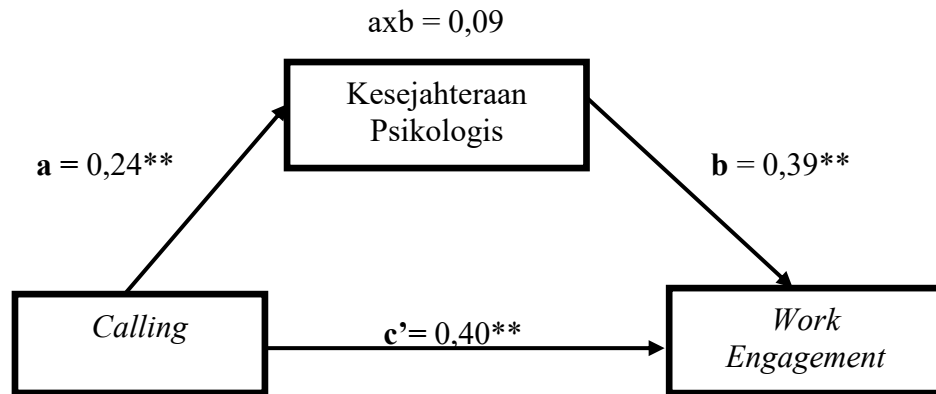 axb = 0,09
Kesejahteraan
Psikologis
a = 0,24**
b = 0,39**
Calling
c’= 0,40**
Work
Engagement